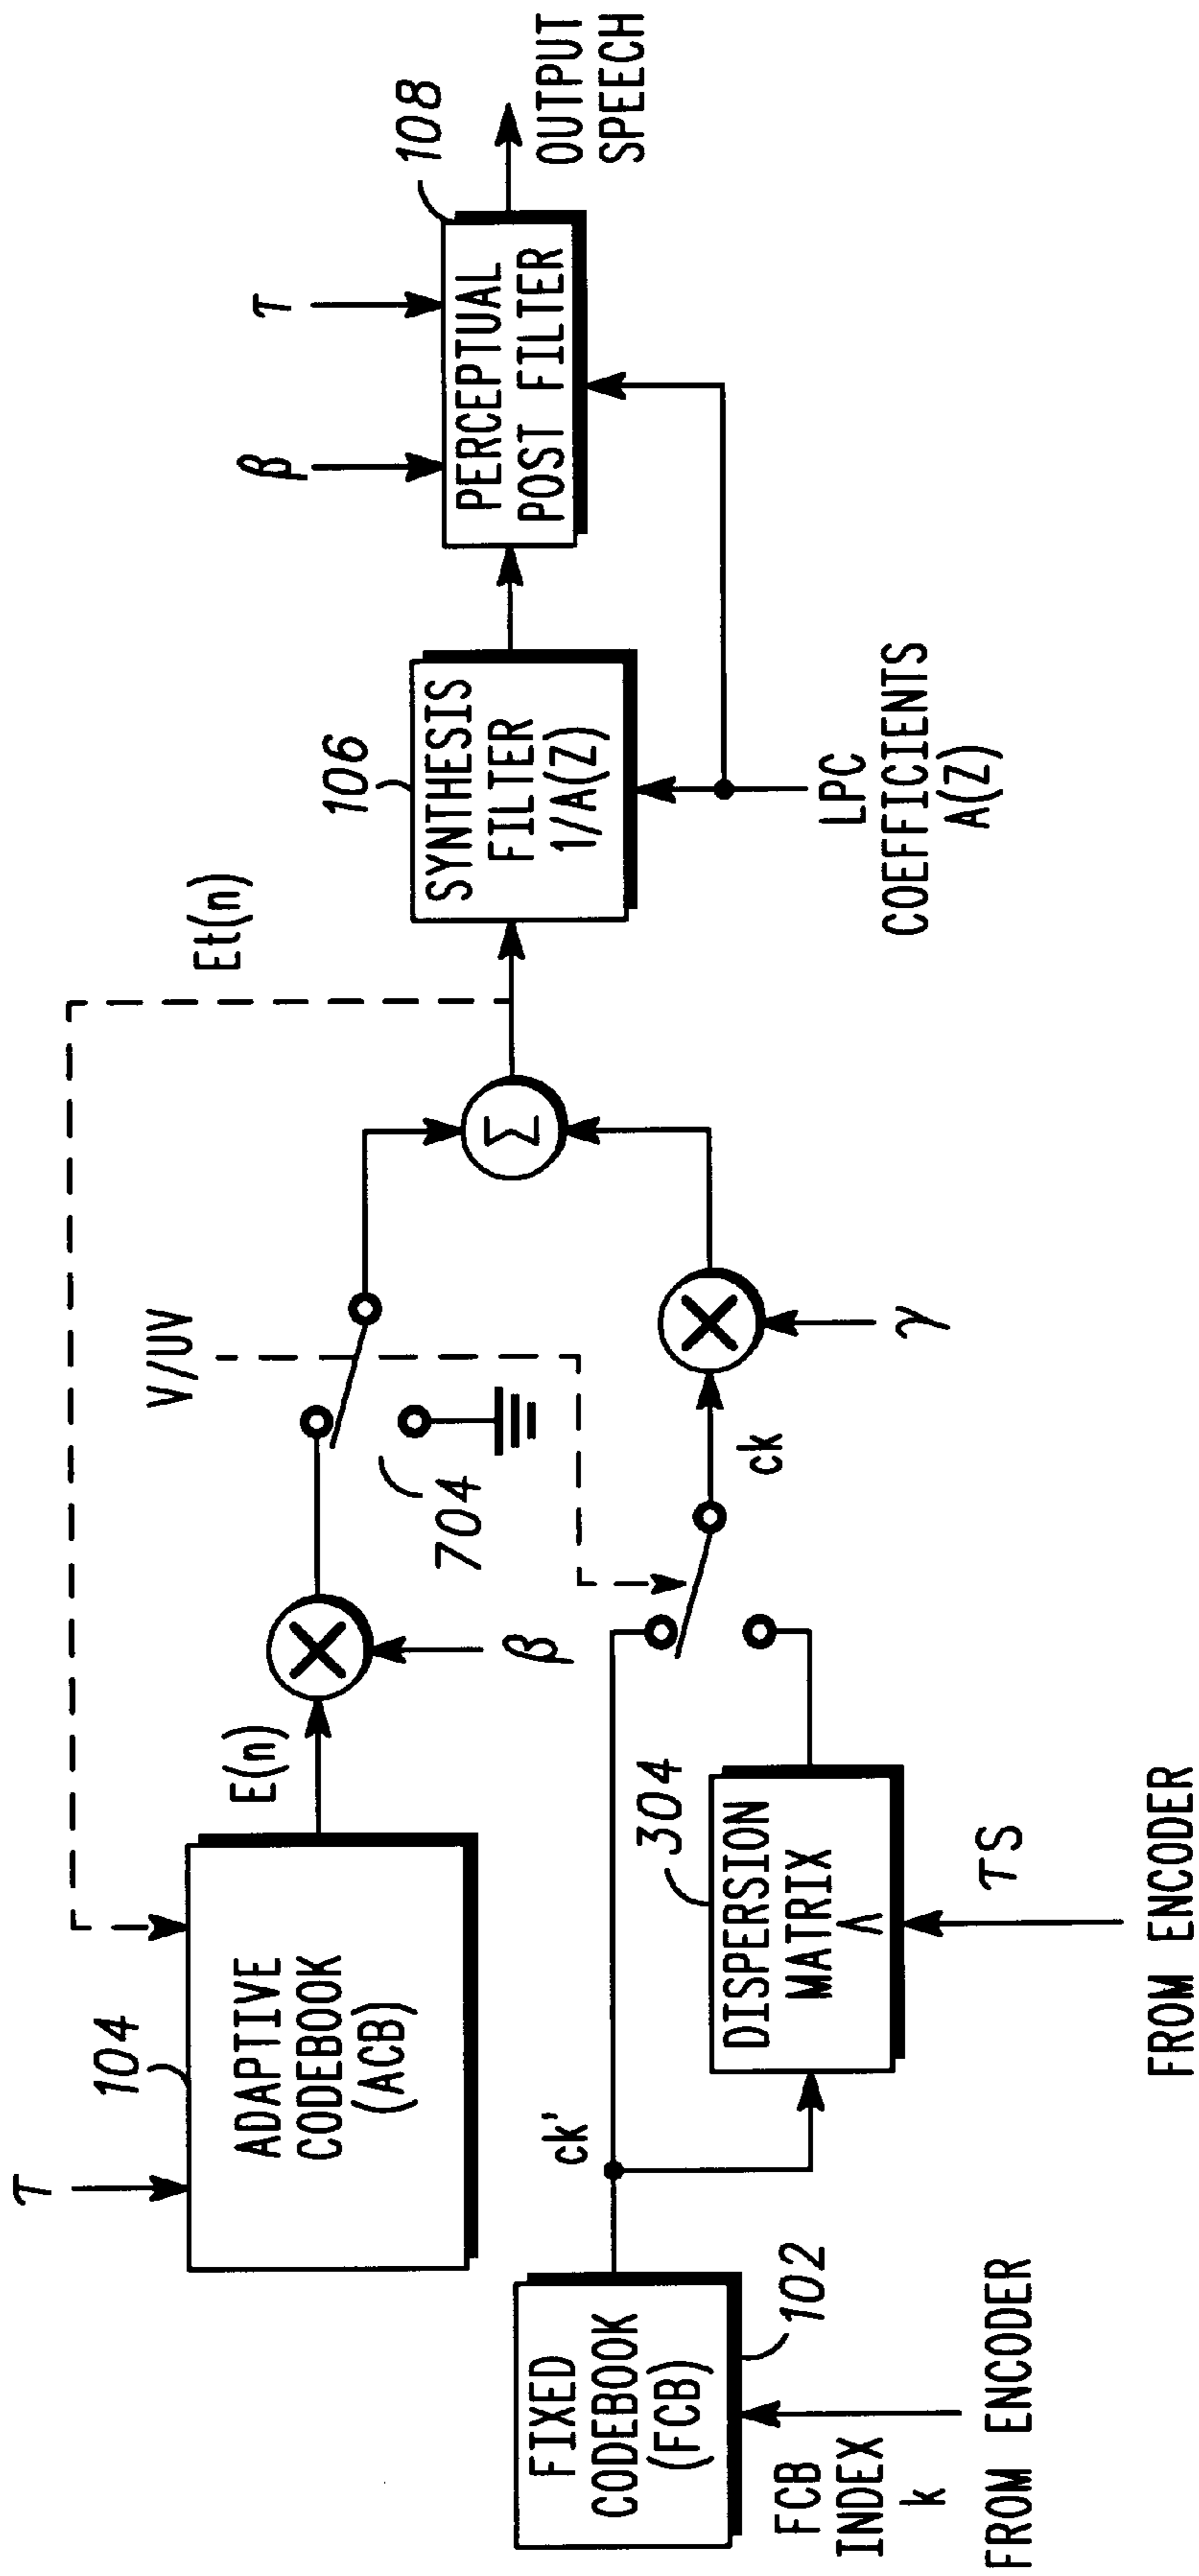 τ
104
ADAPTIVE
CODEBOOK
(ACB)
E(n)
β
V/UV
704
Et(n)
Σ
106
SYNTHESIS
FILTER
1/A(Z)
LPC
COEFFICIENTS
A(Z)
β
τ
108
PERCEPTUAL
POST FILTER
OUTPUT
SPEECH
FIXED
CODEBOOK
(FCB)
102
FCB
INDEX
k
FROM ENCODER
ck'
304
DISPERSION
MATRIX
Λ
τS
FROM ENCODER
ck
γ